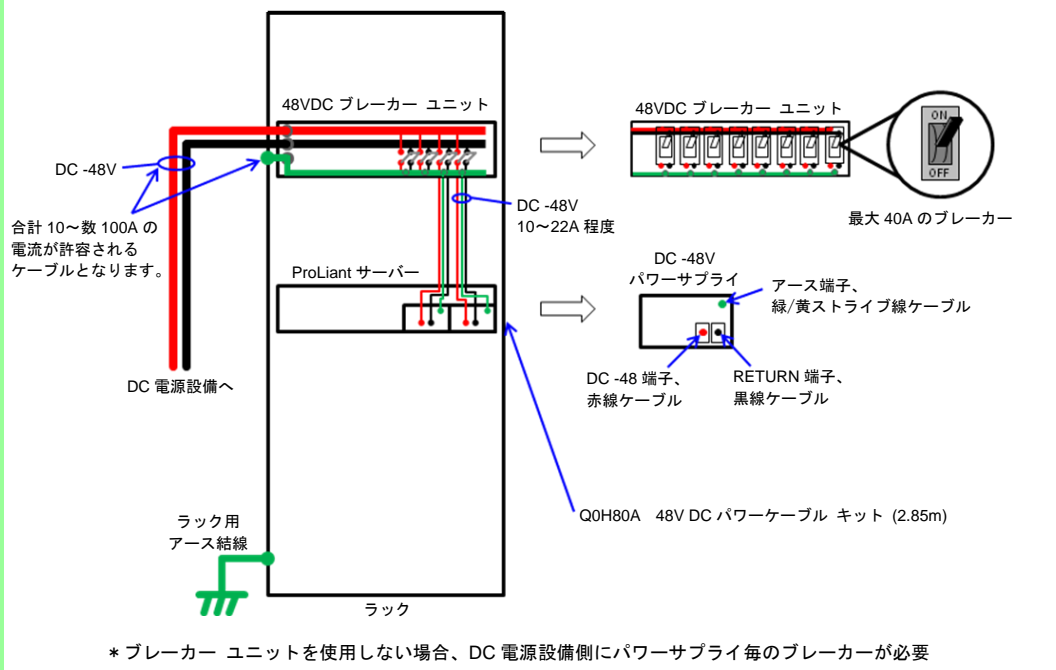 48VDC ブレーカー ユニット
48VDC ブレーカー ユニット
ON
OFF
DC -48V
合計 10～数 100A の
電流が許容される
ケーブルとなります。
DC -48V
10～22A 程度
最大 40A のブレーカー
ProLiant サーバー
DC -48V
パワーサプライ
アース端子、
緑/黄ストライブ線ケーブル
DC 電源設備へ
DC -48 端子、
赤線ケーブル
RETURN 端子、
黒線ケーブル
Q0H80A 48V DC パワーケーブル キット (2.85m)
ラック用
アース結線
ラック
* ブレーカー ユニットを使用しない場合、DC 電源設備側にパワーサプライ毎のブレーカーが必要